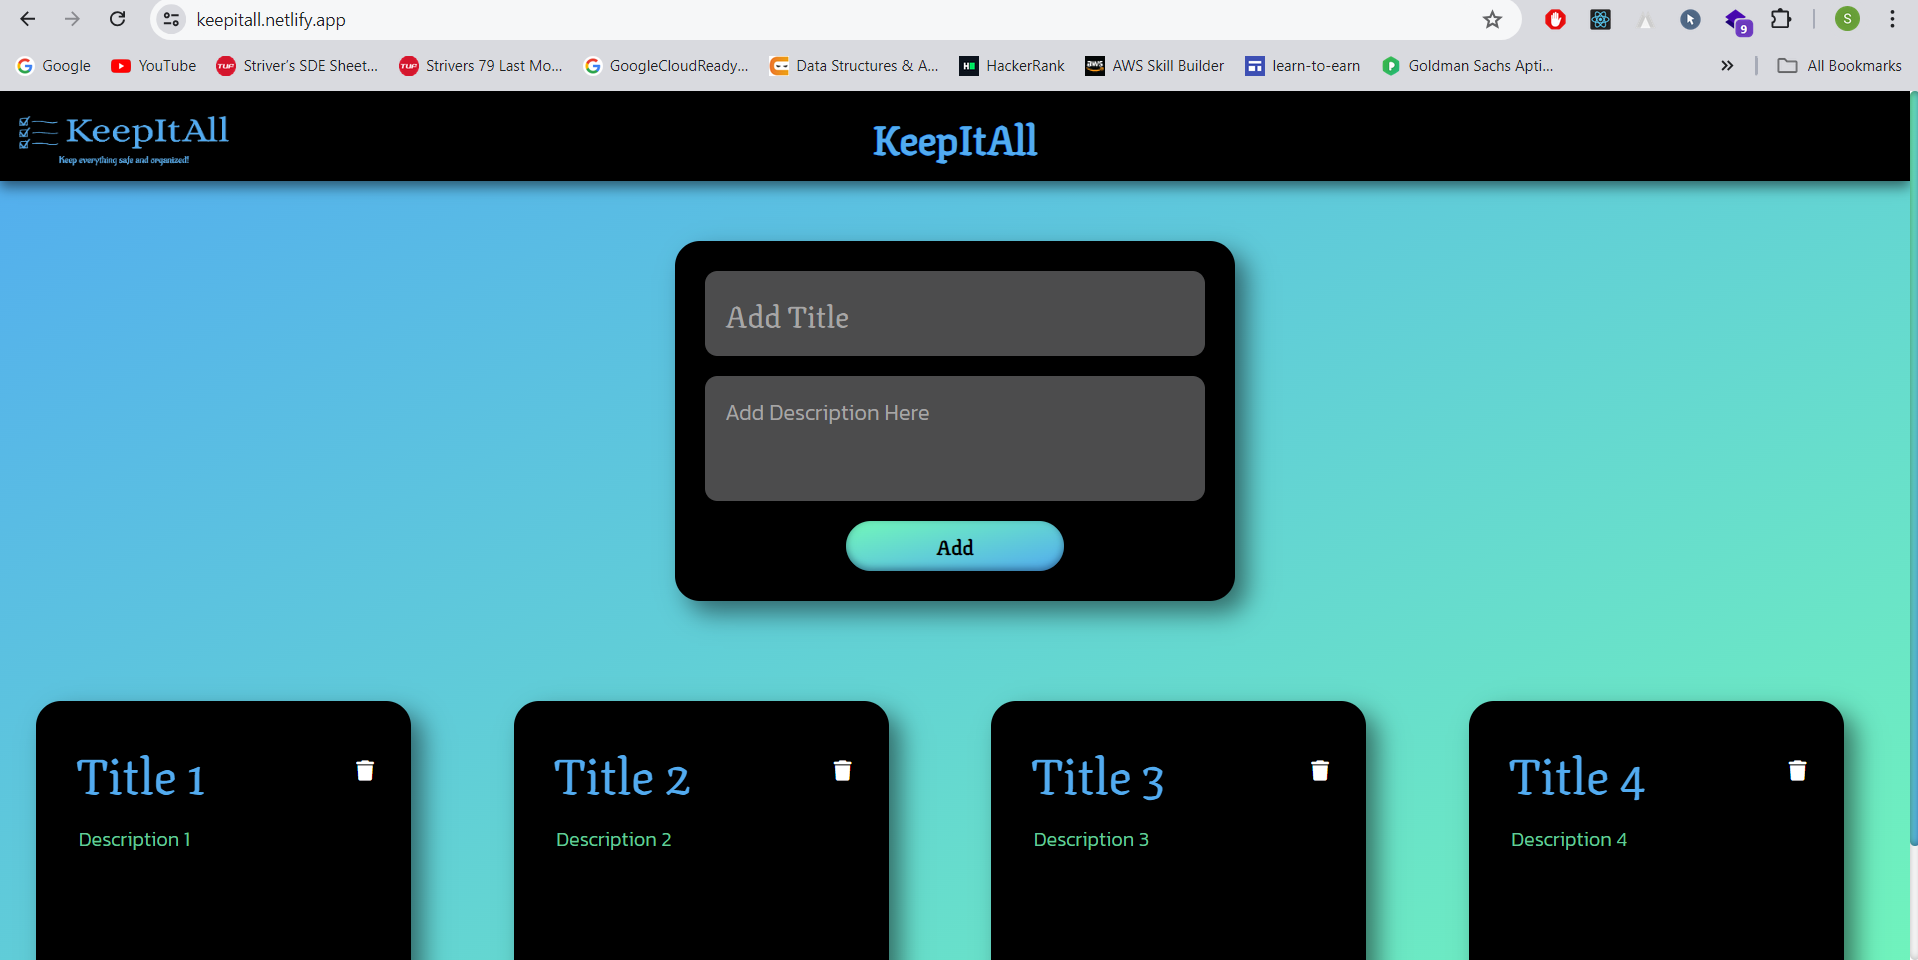 keepitall.netlify.app
S
9
Google YouTube Striver's SDE Sheet... Strivers 79 Last Mo... GoogleCloudReady... Data Structures & A... HackerRank AWS Skill Builder learn-to-earn Goldman Sachs Apti... » All Bookmarks
KeepItAll
Keep everything safe and organized!
KeepItAll
Add Title
Add Description Here
Add
Title 1
Description 1
Title 2
Description 2
Title 3
Description 3
Title 4
Description 4